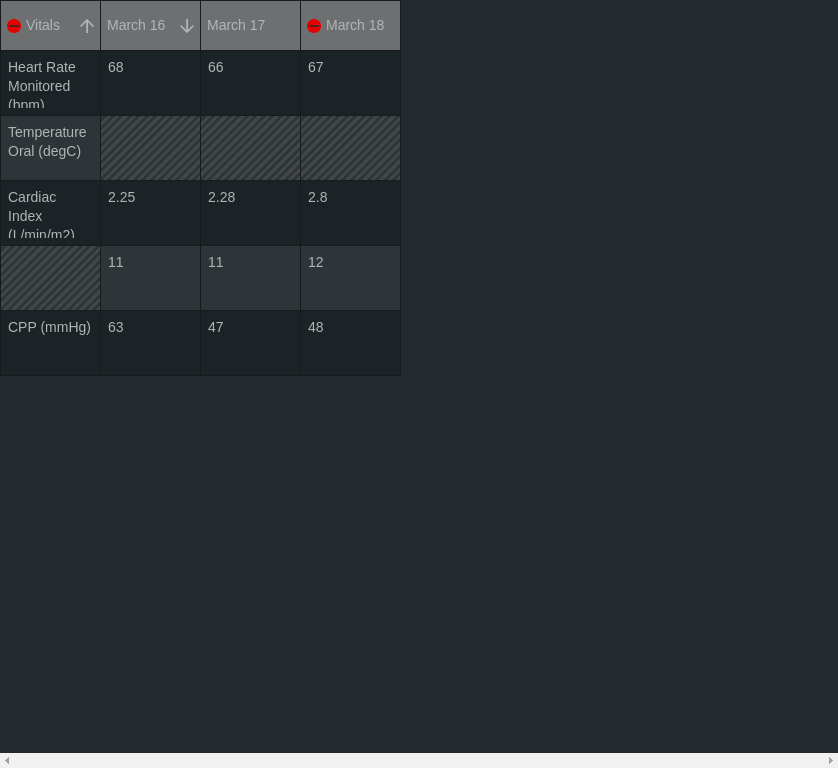 Vitals March 16 March 17 March 18
Heart Rate 68 66 67
Monitored
(bpm)
Temperature
Oral (degC)
Cardiac 2.25 2.28 2.8
Index
(L/min/m2)
11 11 12
CPP (mmHg) 63 47 48